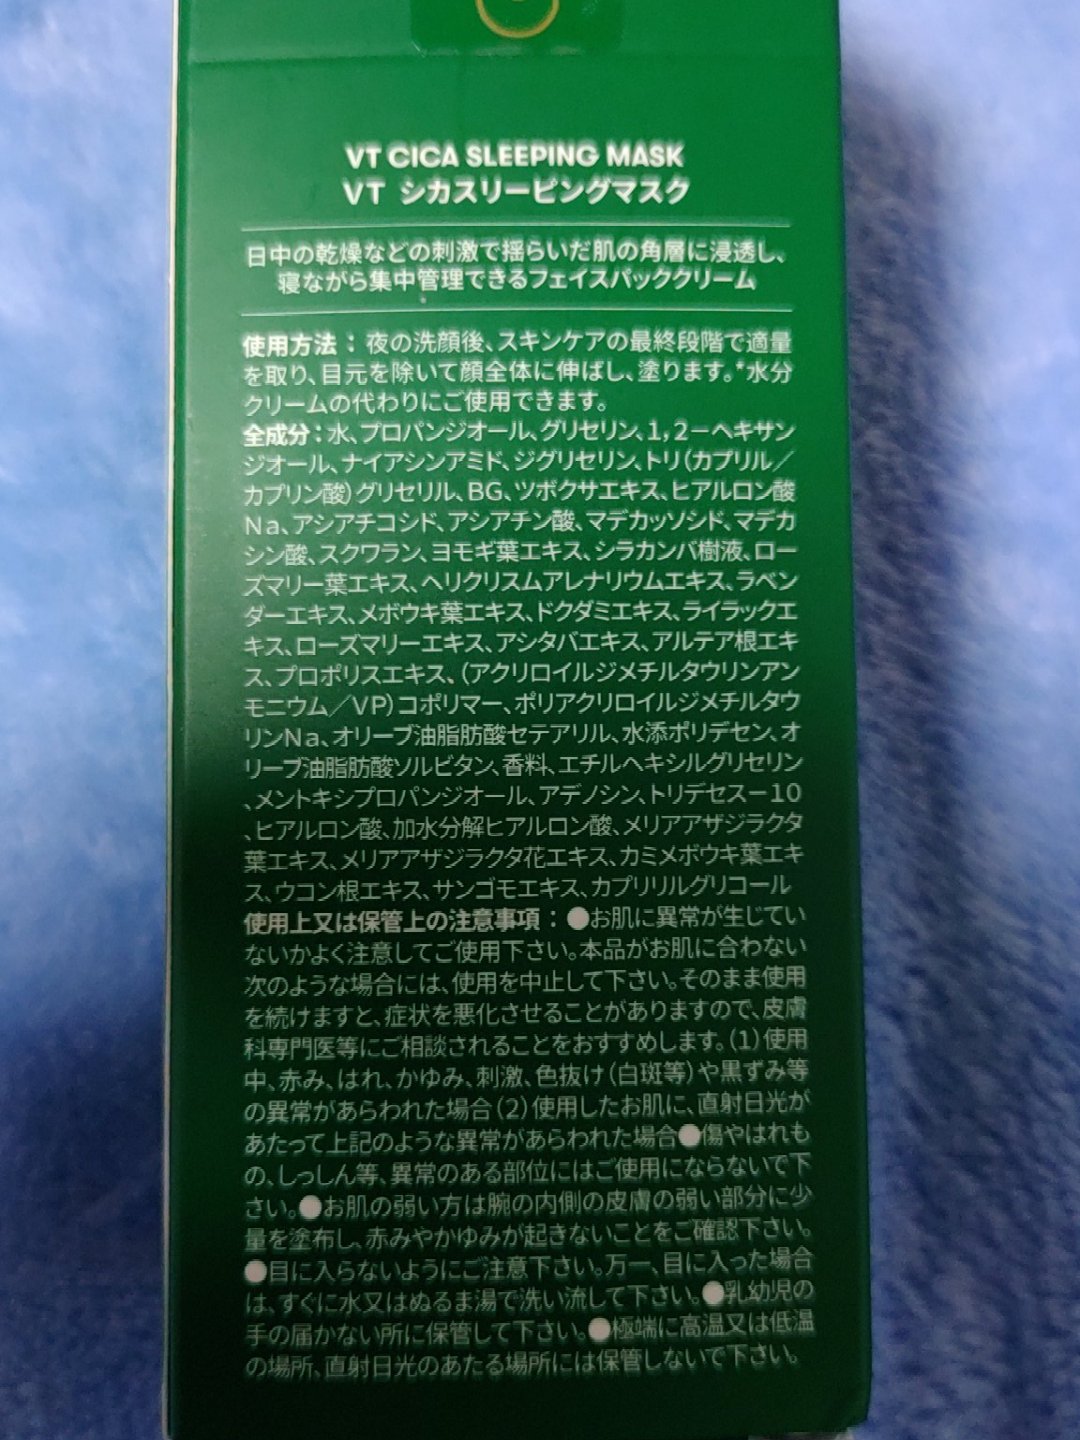 VT CICA SLEEPING MASK
VT シカスリーピングマスク
日中の乾燥などの刺激で揺らいだ肌の角層に浸透し、
寝ながら集中管理できるフェイスパッククリーム
使用方法：夜の洗顔後、スキンケアの最終段階で適量
を取り、目元を除いて顔全体に伸ばし、塗ります。*水分
クリームの代わりにご使用できます。
全成分：水、プロパンジオール、グリセリン、1,2－ヘキサン
ジオール、ナイアシンアミド、ジグリセリン、トリ(カプリル／
カプリン酸)グリセリル、BG、ツボクサエキス、ヒアルロン酸
Na、アシアチコシド、アシアチン酸、マデカッソシド、マデカ
シン酸、スクワラン、ヨモギ葉エキス、シラカンバ樹液、ロー
ズマリー葉エキス、ヘリクリスムアレナリウムエキス、ラベン
ダーエキス、メボウキ葉エキス、ドクダミエキス、ライラックエ
キス、ローズマリーエキス、アシタバエキス、アルテア根エキ
ス、プロポリスエキス、(アクリロイルジメチルタウリンアン
モニウム／VP)コポリマー、ポリアクリロイルジメチルタウ
リンNa、オリーブ油脂肪酸セテアリル、水添ポリデセン、オ
リーブ油脂肪酸ソルビタン、香料、エチルヘキシルグリセリン
、メントキシプロパンジオール、アデノシン、トリデセス－10
、ヒアルロン酸、加水分解ヒアルロン酸、メリアアザジラクタ
葉エキス、メリアアザジラクタ花エキス、カミメボウキ葉エキ
ス、ウコン根エキス、サンゴモエキス、カプリリルグリコール
使用上又は保管上の注意事項：●お肌に異常が生じてい
ないかよく注意してご使用下さい。本品がお肌に合わない
次のような場合には、使用を中止して下さい。そのまま使用
を続けますと、症状を悪化させることがありますので、皮膚
科専門医等にご相談されることをおすすめします。(1)使用
中、赤み、はれ、かゆみ、刺激、色抜け(白斑等)や黒ずみ等
の異常があらわれた場合(2)使用したお肌に、直射日光が
あたって上記のような異常があらわれた場合●傷やはれも
の、しっしん等、異常のある部位にはご使用にならないで下
さい。●お肌の弱い方は腕の内側の皮膚の弱い部分に少
量を塗布し、赤みやかゆみが起きないことをご確認下さい。
●目に入らないようにご注意下さい。万一、目に入った場合
は、すぐに水又はぬるま湯で洗い流して下さい。●乳幼児の
手の届かない所に保管して下さい。●極端に高温又は低温
の場所、直射日光のあたる場所には保管しないで下さい。